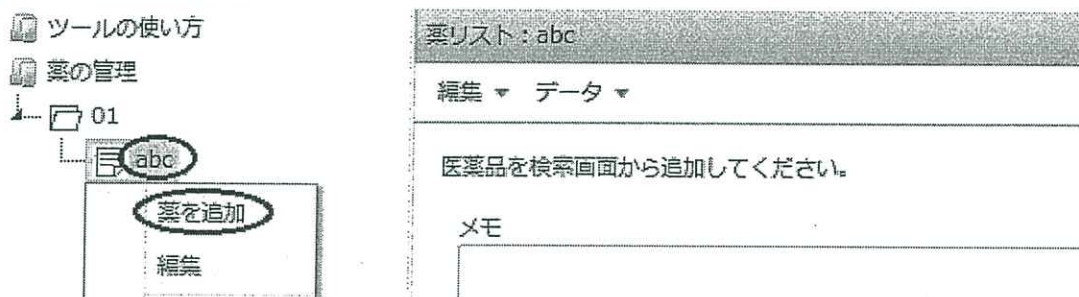 ツールの使い方
薬の管理
01
abc
薬を追加
編集
薬リスト：abc
編集 ▼ データ ▼
医薬品を検索画面から追加してください。
メモ